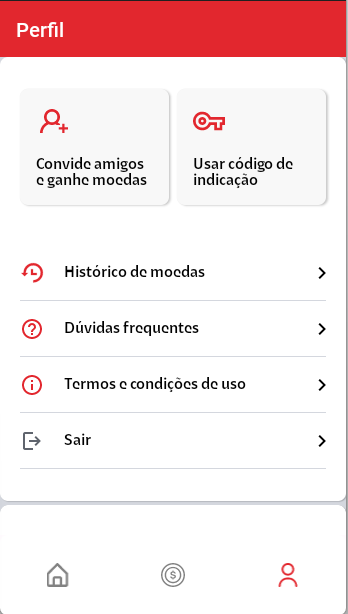 Perfil
Convide amigos
e ganhe moedas
Usar código de
indicação
Histórico de moedas
Dúvidas frequentes
Termos e condições de uso
Sair